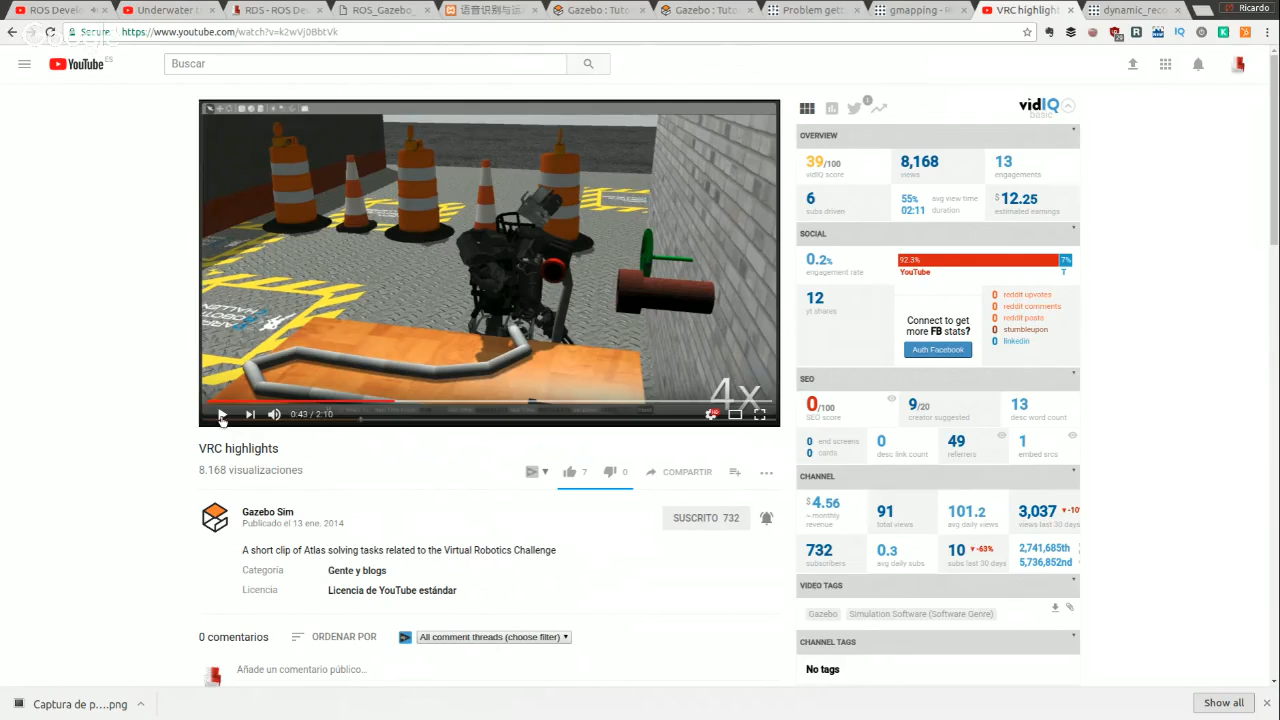 ROS Develo
Underwater
RDS - ROS De
ROS_Gazebo_
语音识别与运
Gazebo : Tuto
Gazebo : Tuto
Problem gett
gmapping - R
VRC highligh
dynamic_reco
Ricardo
Secure
https://www.youtube.com/watch?v=k2wVj0BbtVk
YouTube ES
Buscar
vidIQ
basic
OVERVIEW
39/100
8,168
13
vidIQ score
views
engagements
6
55% avg view time
$12.25
subs driven
02:11 duration
estimated earnings
SOCIAL
0.2%
92.3%
7%
engagement rate
YouTube
T
12
yt shares
Connect to get
more FB stats?
Auth Facebook
0 reddit upvotes
0 reddit comments
0 reddit posts
0 stumbleupon
0 linkedin
4x
0:43 / 2:10
SEO
0/100
9/20
13
SEO score
creator suggested
desc word count
0 end screens
0 cards
0
49
1
desc link count
referrers
embed srcs
VRC highlights
8.168 visualizaciones
7
0
COMPARTIR
CHANNEL
$4.56
91
101.2
3,037
~ monthly
revenue
total views
avg daily views
views last 30 days
732
0.3
10 ▼-63%
2,741,685th
5,736,852nd
subscribers
avg daily subs
subs last 30 days
Gazebo Sim
Publicado el 13 ene. 2014
SUSCRITO 732
A short clip of Atlas solving tasks related to the Virtual Robotics Challenge
Categoría
Gente y blogs
Licencia
Licencia de YouTube estándar
VIDEO TAGS
Gazebo
Simulation Software (Software Genre)
0 comentarios
ORDENAR POR
All comment threads (choose filter)
CHANNEL TAGS
No tags
Añade un comentario público...
Captura de p....png
Show all